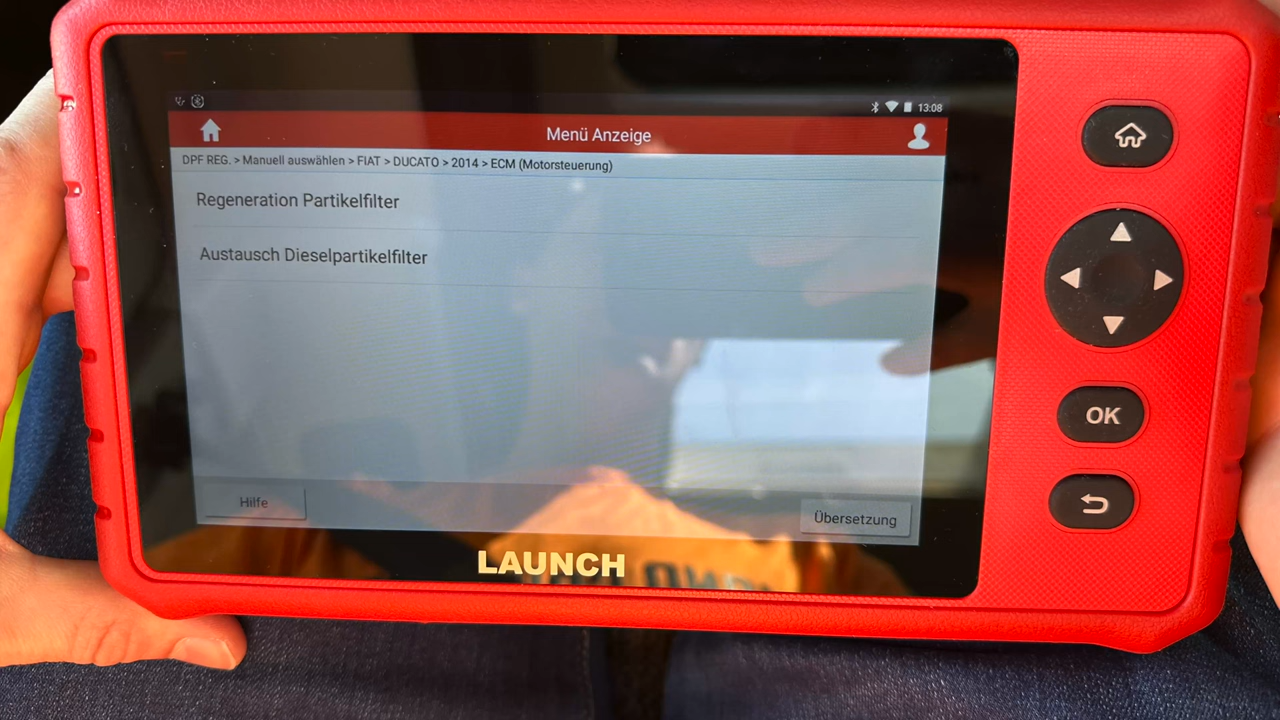 13:08
Menü Anzeige
DPF REG. > Manuell auswählen > FIAT > DUCATO > 2014 > ECM (Motorsteuerung)
Regeneration Partikelfilter
Austausch Dieselpartikelfilter
Hilfe
Übersetzung
LAUNCH
OK